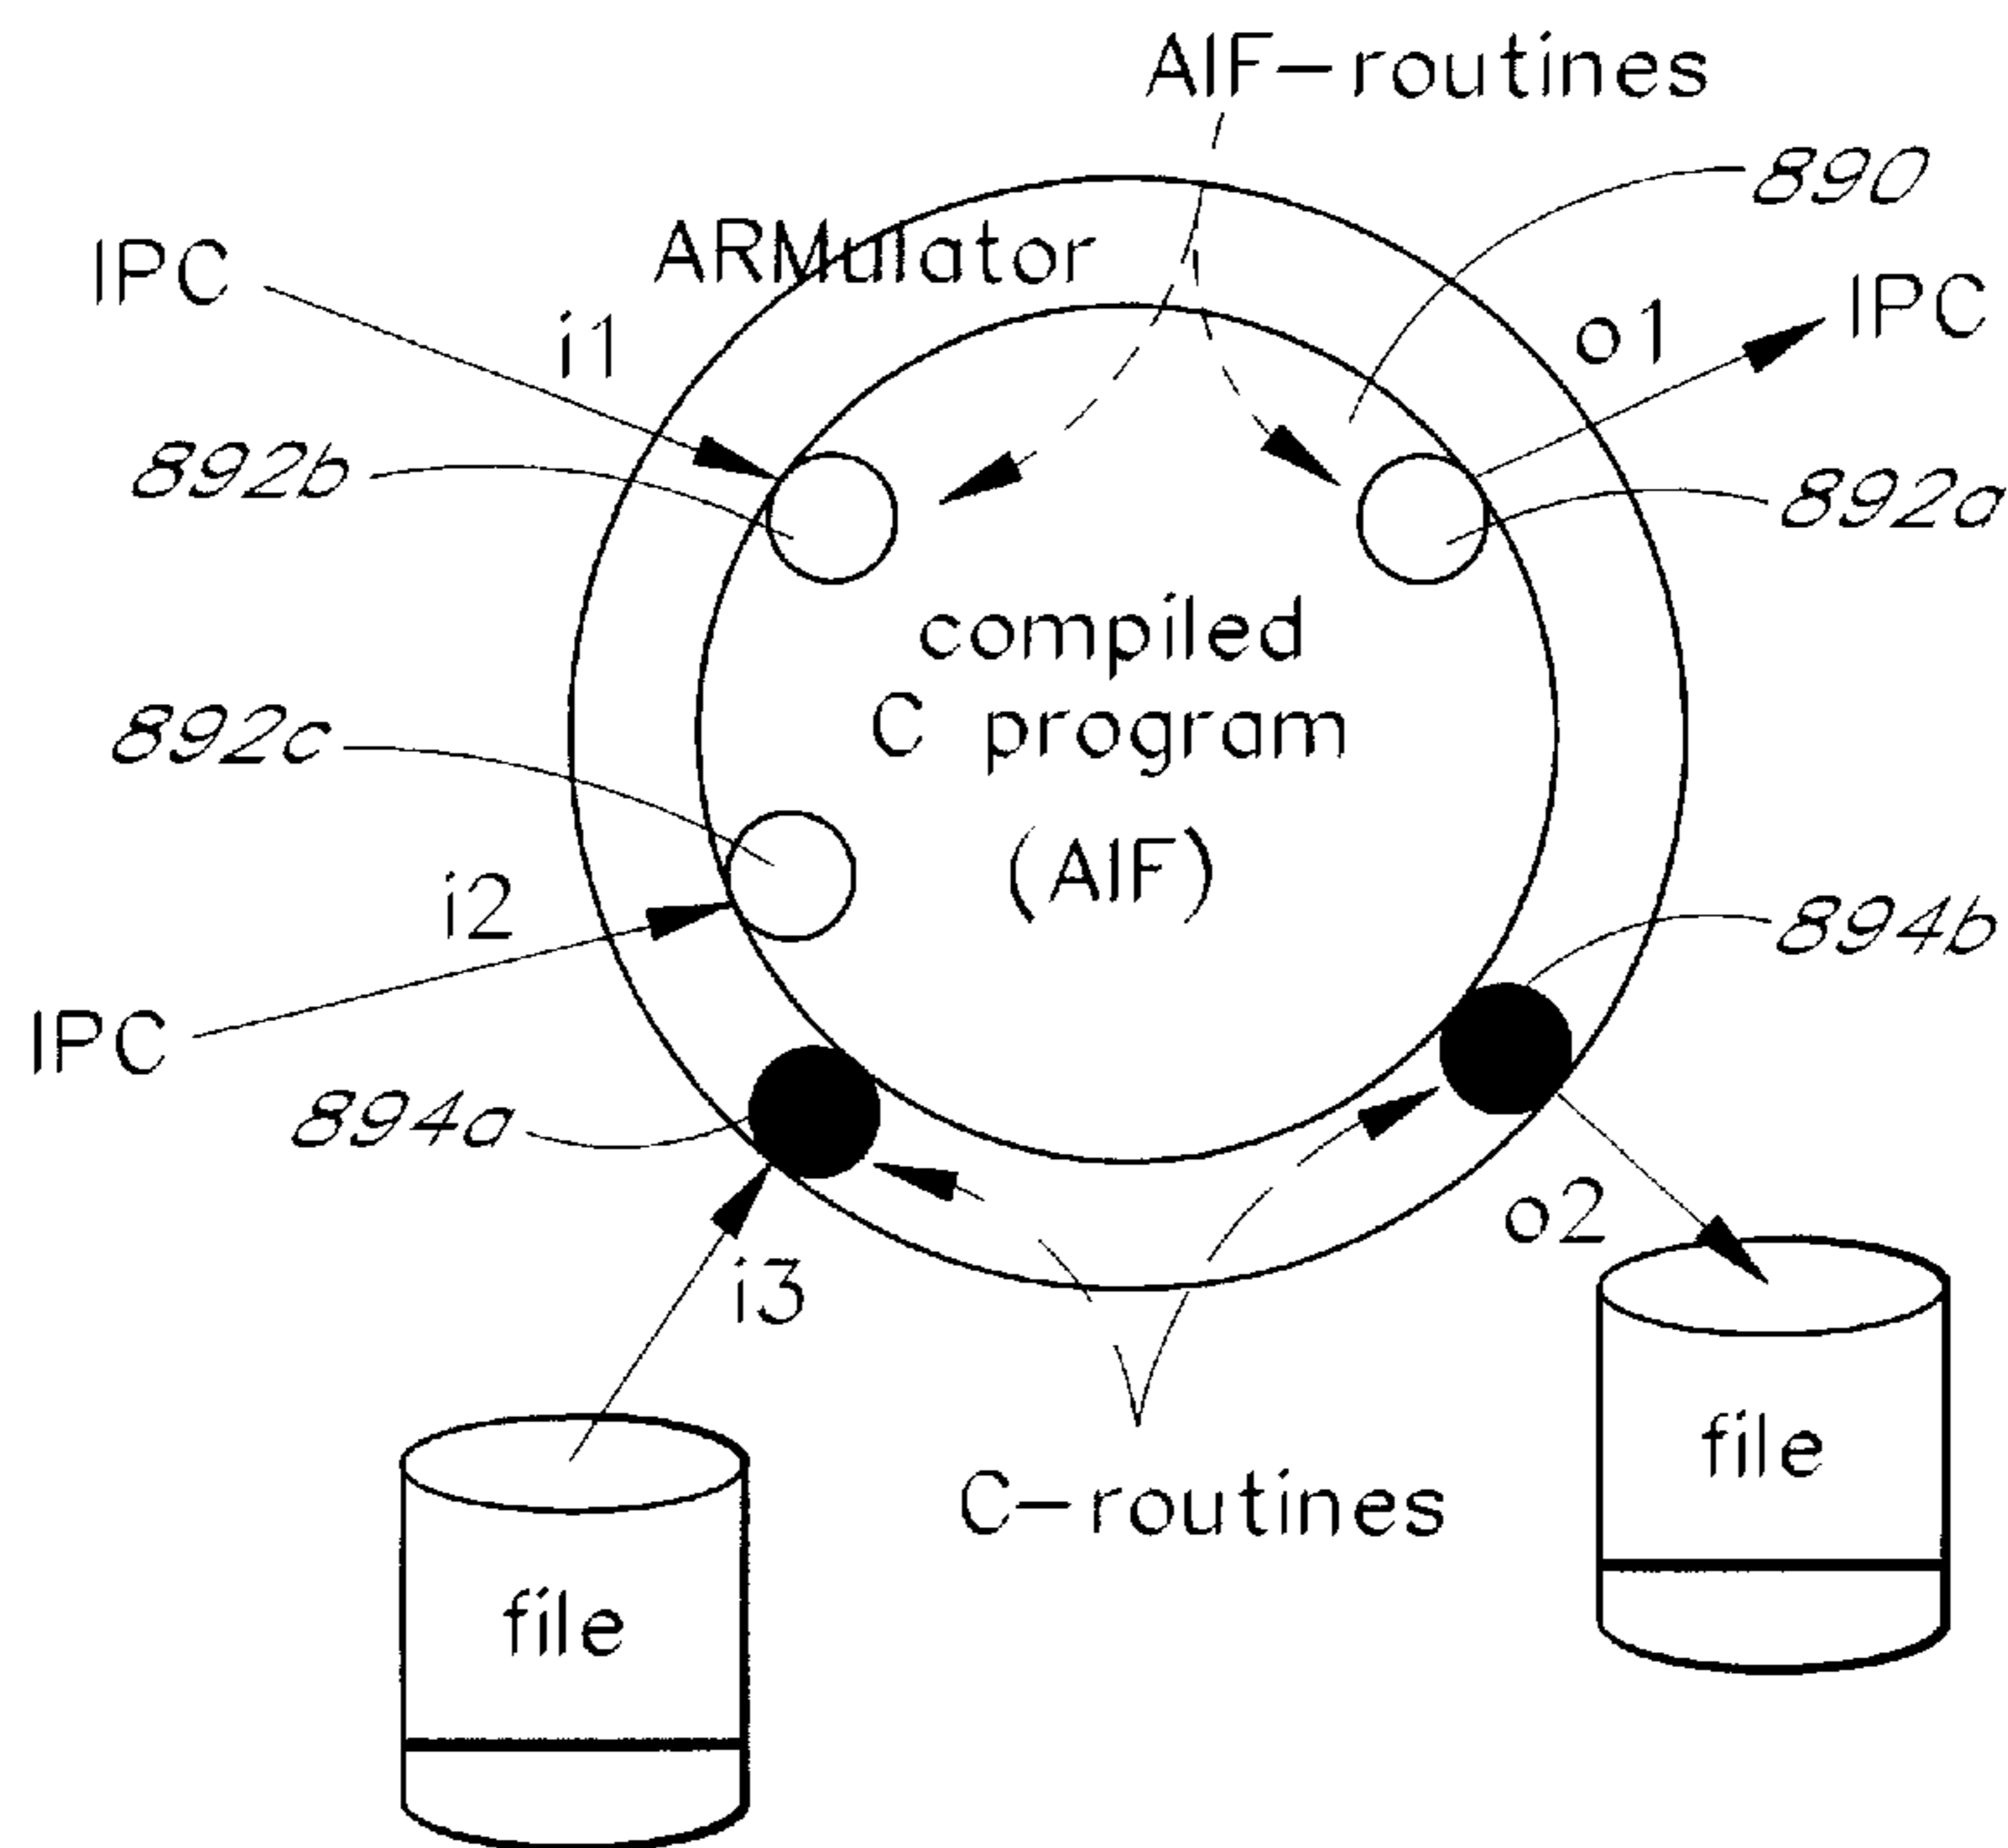 AIF-routines
890
ARMulator
IPC
IPC
i1
o1
892b
892a
compiled
C program
892c
(AIF)
i2
894b
IPC
894a
o2
i3
file
C-routines
file